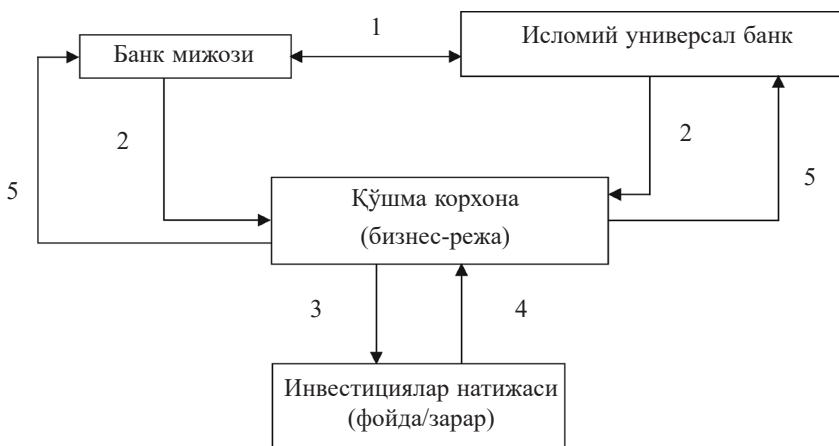 1
Банк мижози
Исломий универсал банк
2
2
5
5
Қўшма корхона
(бизнес-режа)
3
4
Инвестициялар натижаси
(фойда/зарар)